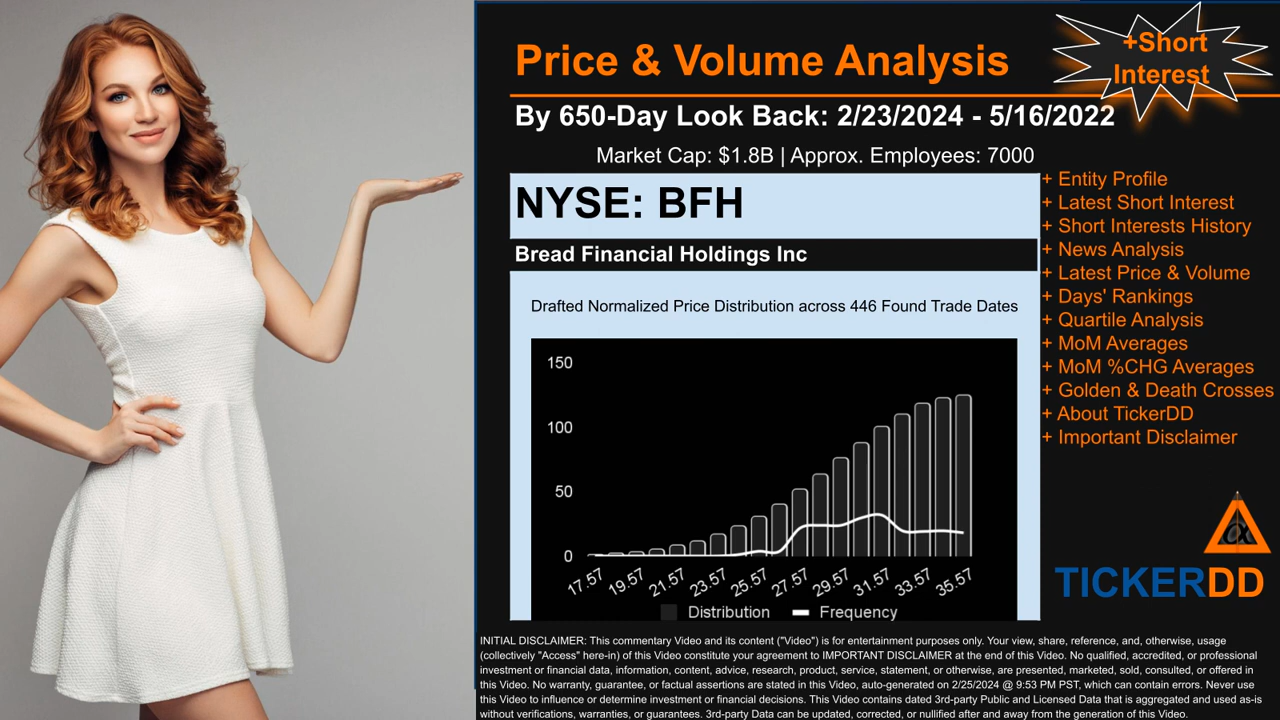 Price & Volume Analysis
+Short
Interest
By 650-Day Look Back: 2/23/2024 - 5/16/2022
Market Cap: $1.8B | Approx. Employees: 7000
NYSE: BFH
Bread Financial Holdings Inc
Drafted Normalized Price Distribution across 446 Found Trade Dates
150
100
50
0
17.57 19.57 21.57 23.57 25.57 27.57 29.57 31.57 33.57 35.57
Distribution Frequency
+ Entity Profile
+ Latest Short Interest
+ Short Interests History
+ News Analysis
+ Latest Price & Volume
+ Days' Rankings
+ Quartile Analysis
+ MoM Averages
+ MoM %CHG Averages
+ Golden & Death Crosses
+ About TickerDD
+ Important Disclaimer
TICKERDD
INITIAL DISCLAIMER: This commentary Video and its content ("Video") is for entertainment purposes only. Your view, share, reference, and, otherwise, usage
(collectively "Access" here-in) of this Video constitute your agreement to IMPORTANT DISCLAIMER at the end of this Video. No qualified, accredited, or professional
investment or financial data, information, content, advice, research, product, service, statement, or otherwise, are presented, marketed, sold, consulted, or offered in
this Video. No warranty, guarantee, or factual assertions are stated in this Video, auto-generated on 2/25/2024 @ 9:53 PM PST, which can contain errors. Never use
this Video to influence or determine investment or financial decisions. This Video contains dated 3rd-party Public and Licensed Data that is aggregated and used as-is
without verifications, warranties, or guarantees. 3rd-party Data can be updated, corrected, or nullified after and away from the generation of this Video.